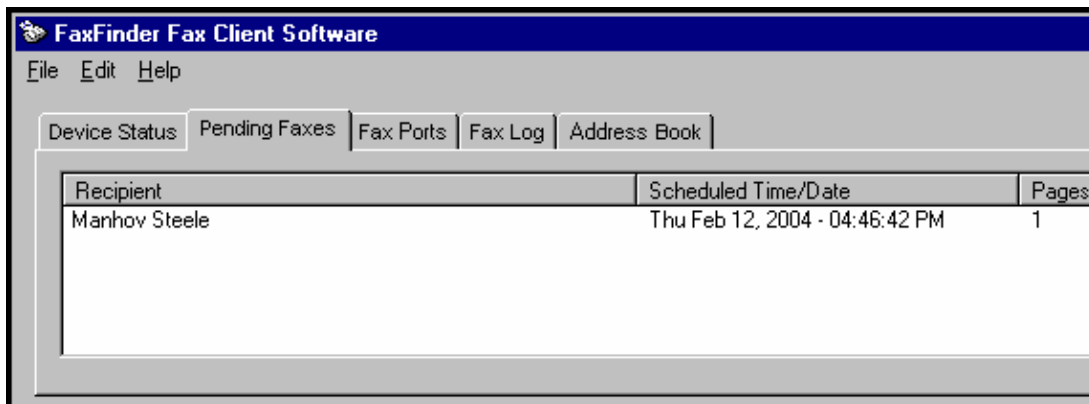 FaxFinder Fax Client Software
File Edit Help
Device Status Pending Faxes Fax Ports Fax Log Address Book
Recipient Scheduled Time/Date Pages
Manhov Steele Thu Feb 12, 2004 - 04:46:42 PM 1